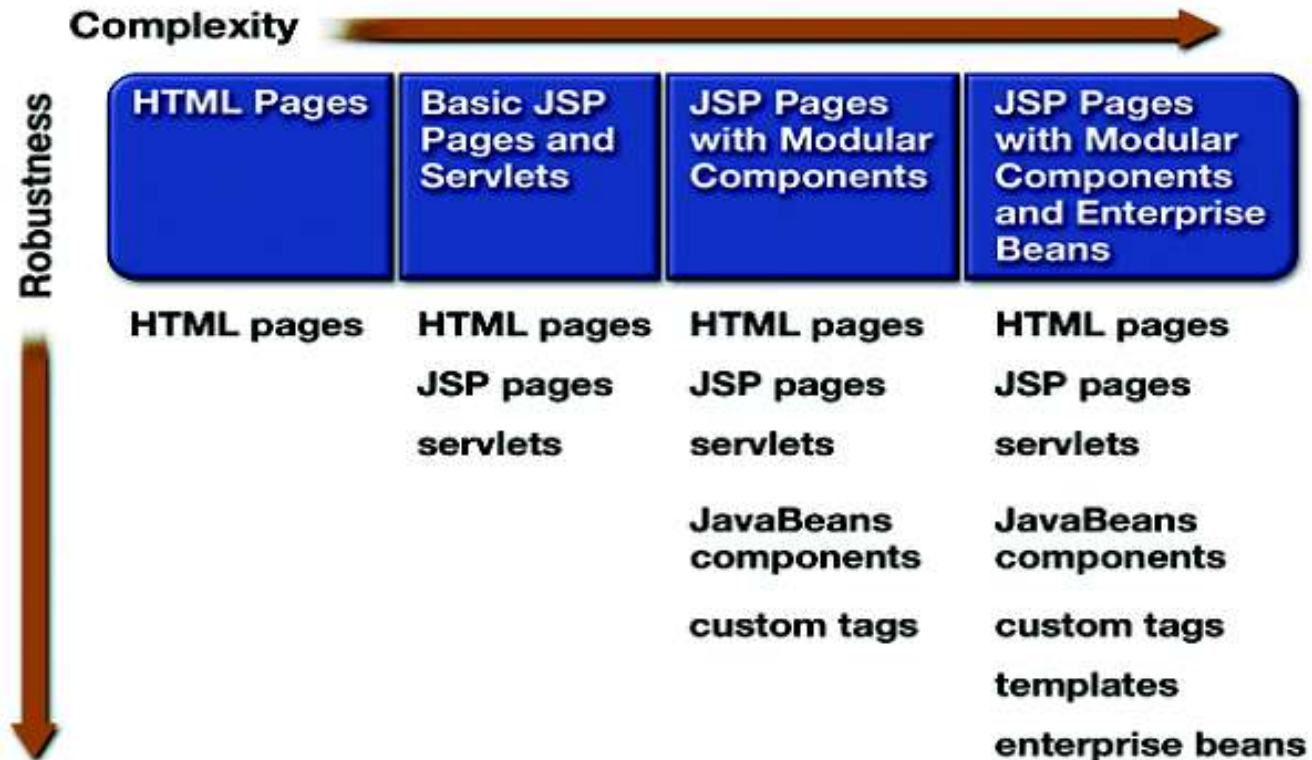 Complexity
Robustness
HTML Pages
Basic JSP
Pages and
Servlets
JSP Pages
with Modular
Components
JSP Pages
with Modular
Components
and Enterprise
Beans
HTML pages
HTML pages
JSP pages
servlets
HTML pages
JSP pages
servlets
JavaBeans
components
custom tags
HTML pages
JSP pages
servlets
JavaBeans
components
custom tags
templates
enterprise beans